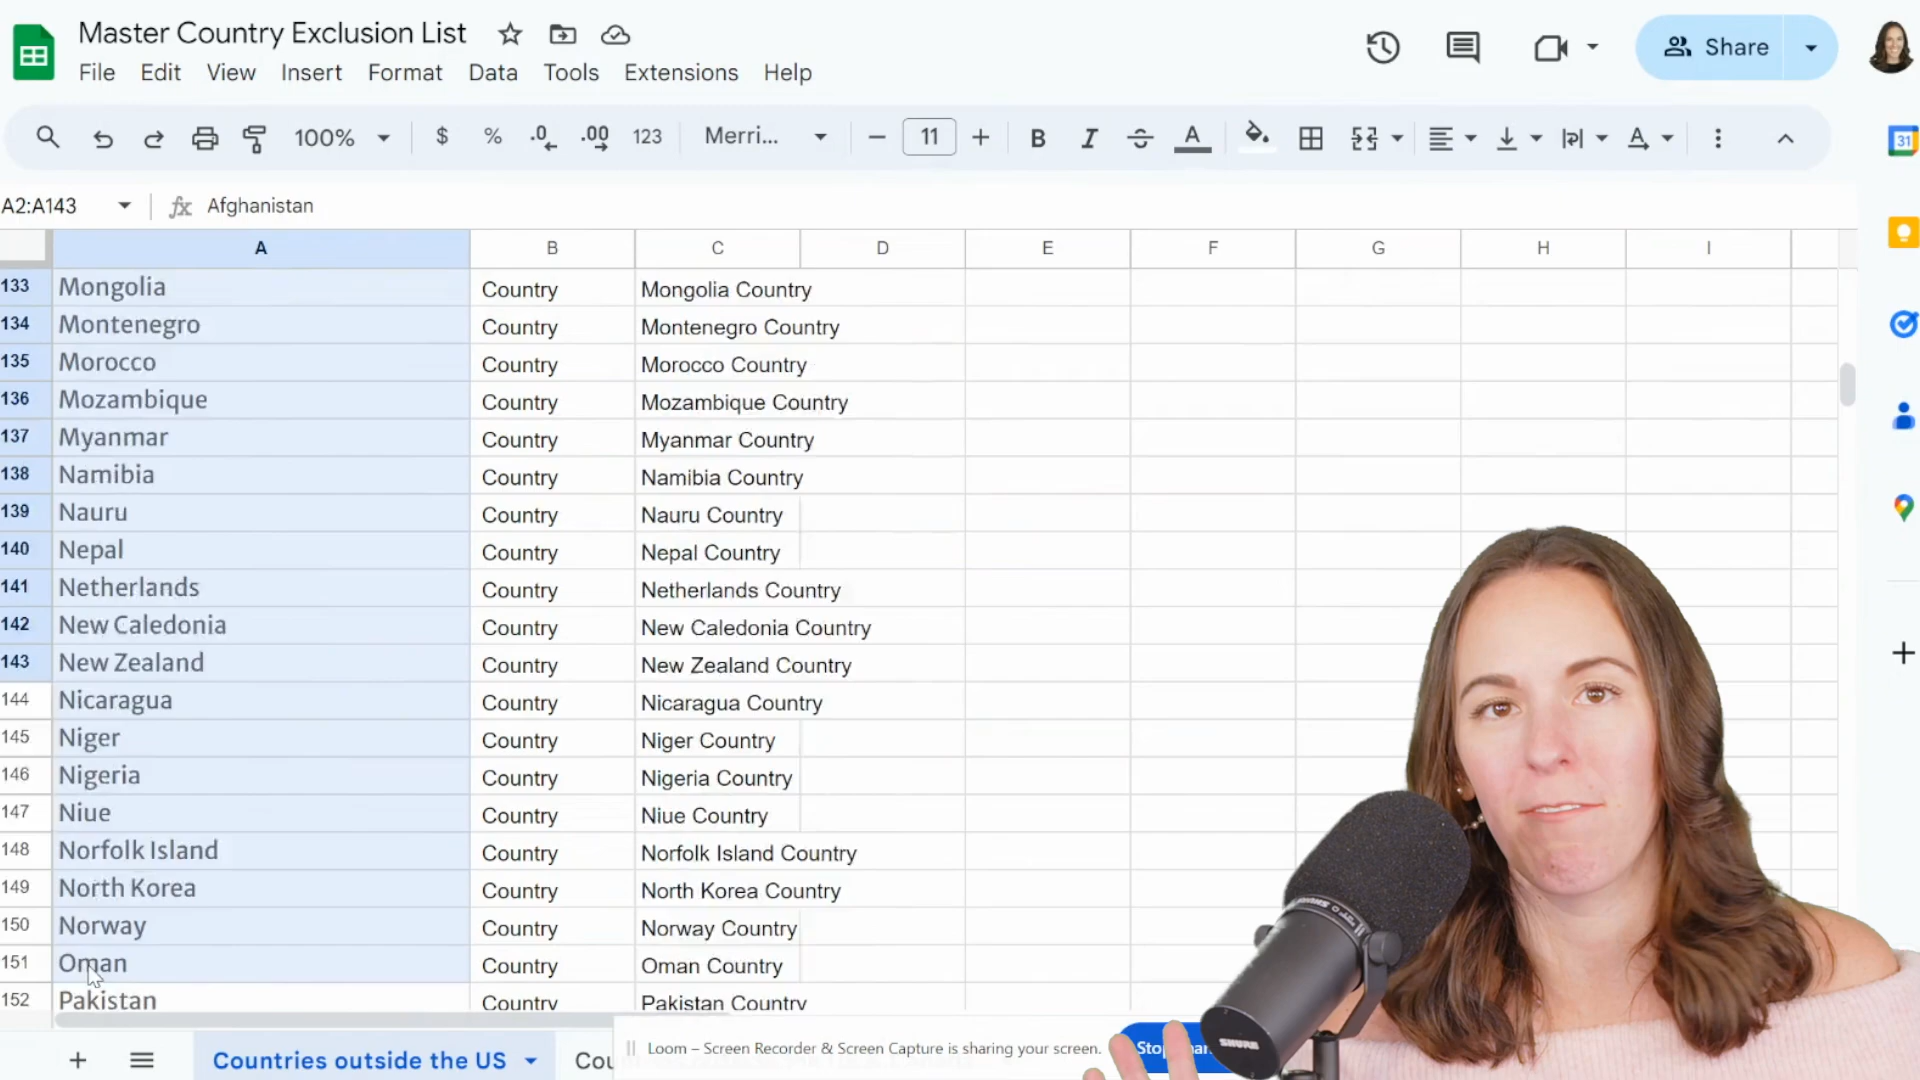 Master Country Exclusion List
File Edit View Insert Format Data Tools Extensions Help
Share
31
100% $ % .0 .00 123 Merri... 11 B I A A
A2:A143 fx Afghanistan
A B C D E F G H I
133 Mongolia Country Mongolia Country
134 Montenegro Country Montenegro Country
135 Morocco Country Morocco Country
136 Mozambique Country Mozambique Country
137 Myanmar Country Myanmar Country
138 Namibia Country Namibia Country
139 Nauru Country Nauru Country
140 Nepal Country Nepal Country
141 Netherlands Country Netherlands Country
142 New Caledonia Country New Caledonia Country
143 New Zealand Country New Zealand Country
144 Nicaragua Country Nicaragua Country
145 Niger Country Niger Country
146 Nigeria Country Nigeria Country
147 Niue Country Niue Country
148 Norfolk Island Country Norfolk Island Country
149 North Korea Country North Korea Country
150 Norway Country Norway Country
151 Oman Country Oman Country
152 Pakistan Country Pakistan Country
Countries outside the US
Loom – Screen Recorder & Screen Capture is sharing your screen.
Stop
SHURE